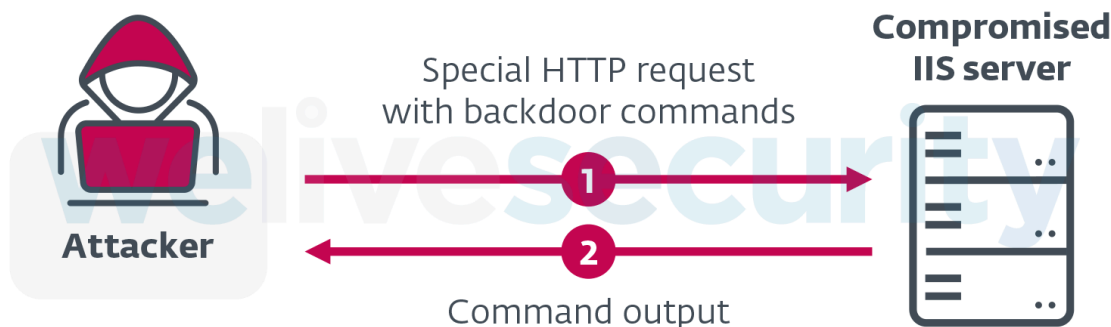 Compromised
IIS server
Special HTTP request
with backdoor commands
1
welivesecurity
Attacker
2
Command output